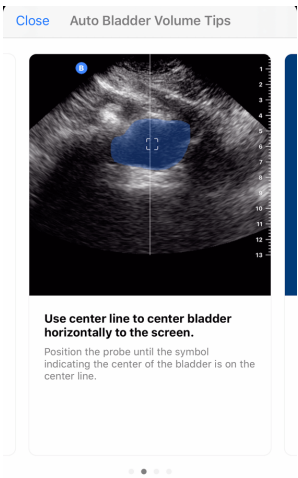 Close Auto Bladder Volume Tips
B
1
2
3
4
5
6
7
8
9
10
11
12
13
Use center line to center bladder
horizontally to the screen.
Position the probe until the symbol
indicating the center of the bladder is on the
center line.